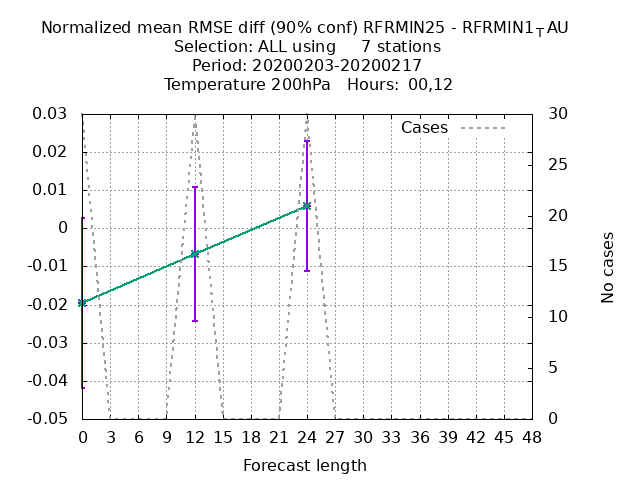 Normalized mean RMSE diff (90% conf) RFRMIN25 - RFRMIN1_TAU
Selection: ALL using     7 stations
Period: 20200203-20200217
Temperature 200hPa   Hours: 00,12
Cases
0.03
0.02
0.01
0
-0.01
-0.02
-0.03
-0.04
-0.05
30
25
20
15
10
5
0
No cases
0 3 6 9 12 15 18 21 24 27 30 33 36 39 42 45 48
Forecast length